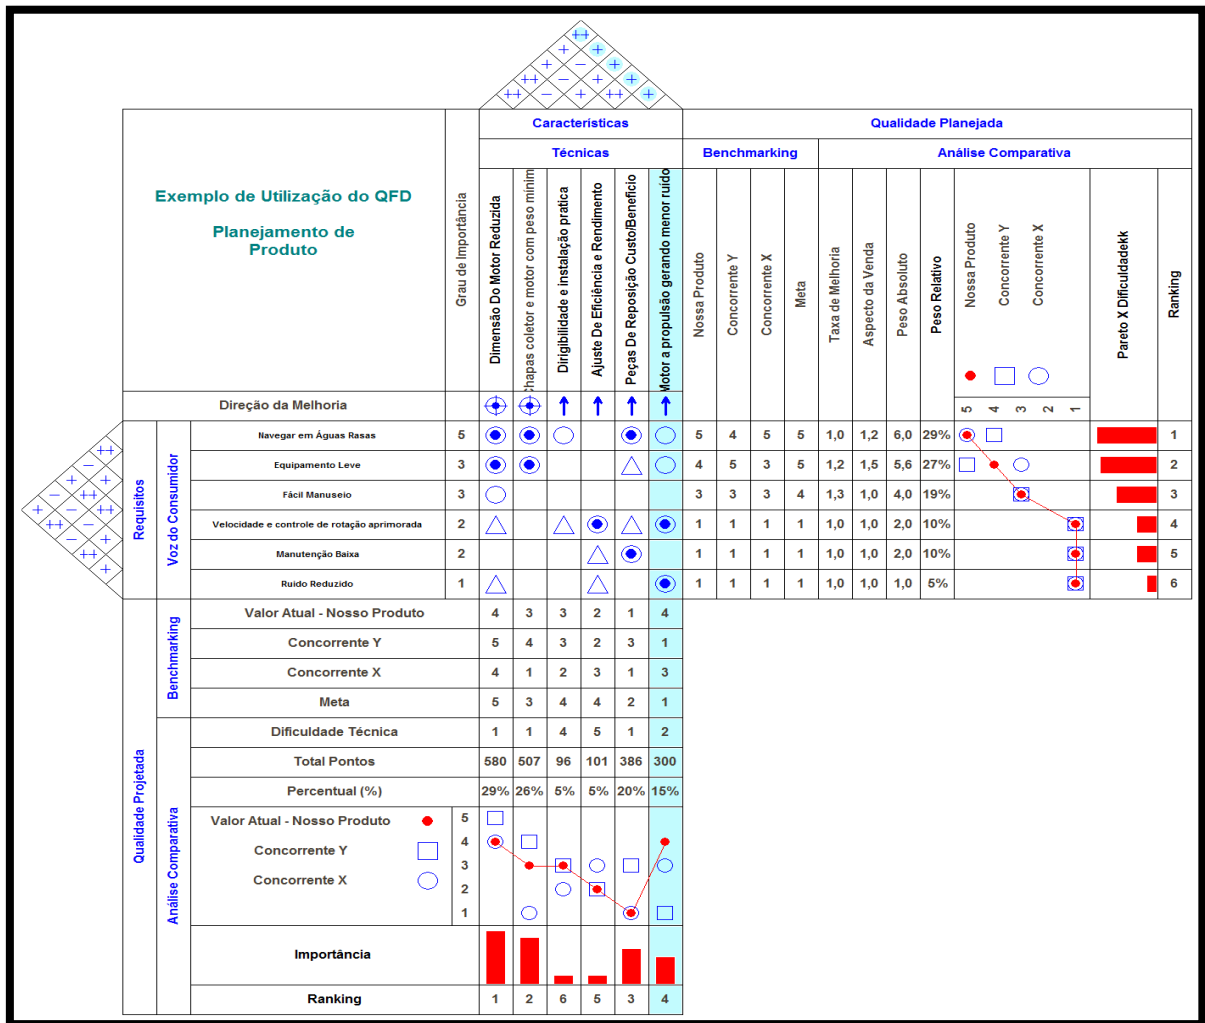 Características
Qualidade Planejada
Técnicas
Benchmarking
Análise Comparativa
Exemplo de Utilização do QFD
Planejamento de
Produto
Grau de Importância
Dimensão Do Motor Reduzida
Chapas coletor e motor com peso minim
Dirigibilidade e instalação pratica
Ajuste De Eficiência e Rendimento
Peças De Reposição Custo/Beneficio
Motor a propulsão gerando menor ruido
Nossa Produto
Concorrente Y
Concorrente X
Meta
Taxa de Melhoria
Aspecto da Venda
Peso Absoluto
Peso Relativo
Nossa Produto
Concorrente Y
Concorrente X
Pareto X Dificuldadekk
Ranking
Direção da Melhoria
5 4 3 2 1
Requisitos
Voz do Consumidor
Navegar em Águas Rasas 5 5 4 5 5 1,0 1,2 6,0 29% 1
Equipamento Leve 3 4 5 3 5 1,2 1,5 5,6 27% 2
Fácil Manuseio 3 3 3 3 4 1,3 1,0 4,0 19% 3
Velocidade e controle de rotação aprimorada 2 1 1 1 1 1,0 1,0 2,0 10% 4
Manutenção Baixa 2 1 1 1 1 1,0 1,0 2,0 10% 5
Ruido Reduzido 1 1 1 1 1 1,0 1,0 1,0 5% 6
Qualidade Projetada
Benchmarking
Valor Atual - Nosso Produto 4 3 3 2 1 4
Concorrente Y 5 4 3 2 3 1
Concorrente X 4 1 2 3 1 3
Meta 5 3 4 4 2 1
Análise Comparativa
Dificuldade Técnica 1 1 4 5 1 2
Total Pontos 580 507 96 101 386 300
Percentual (%) 29% 26% 5% 5% 20% 15%
Valor Atual - Nosso Produto
Concorrente Y
Concorrente X
5
4
3
2
1
Importância
Ranking 1 2 6 5 3 4